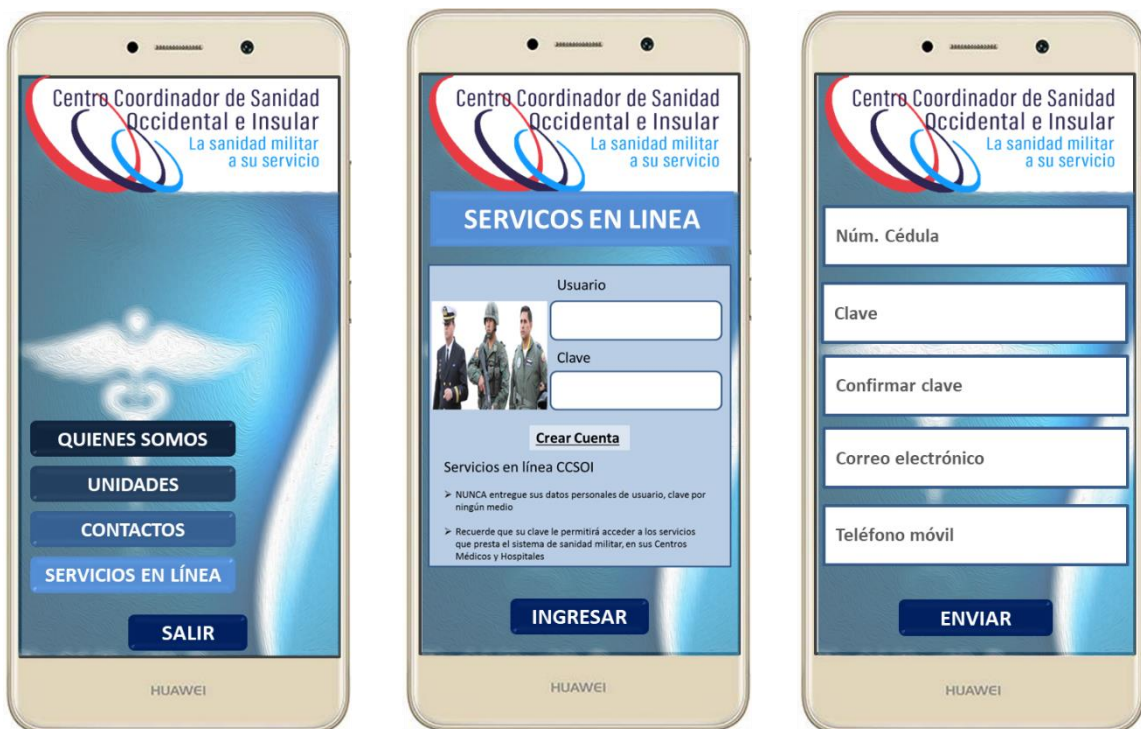 Centro Coordinador de Sanidad
Occidental e Insular
La sanidad militar
a su servicio
QUIENES SOMOS
UNIDADES
CONTACTOS
SERVICIOS EN LÍNEA
SALIR
HUAWEI
Centro Coordinador de Sanidad
Occidental e Insular
La sanidad militar
a su servicio
SERVICOS EN LINEA
Usuario
Clave
Crear Cuenta
Servicios en línea CCSOI
➢ NUNCA entregue sus datos personales de usuario, clave por
ningún medio
➢ Recuerde que su clave le permitirá acceder a los servicios
que presta el sistema de sanidad militar, en sus Centros
Médicos y Hospitales
INGRESAR
HUAWEI
Centro Coordinador de Sanidad
Occidental e Insular
La sanidad militar
a su servicio
Núm. Cédula
Clave
Confirmar clave
Correo electrónico
Teléfono móvil
ENVIAR
HUAWEI